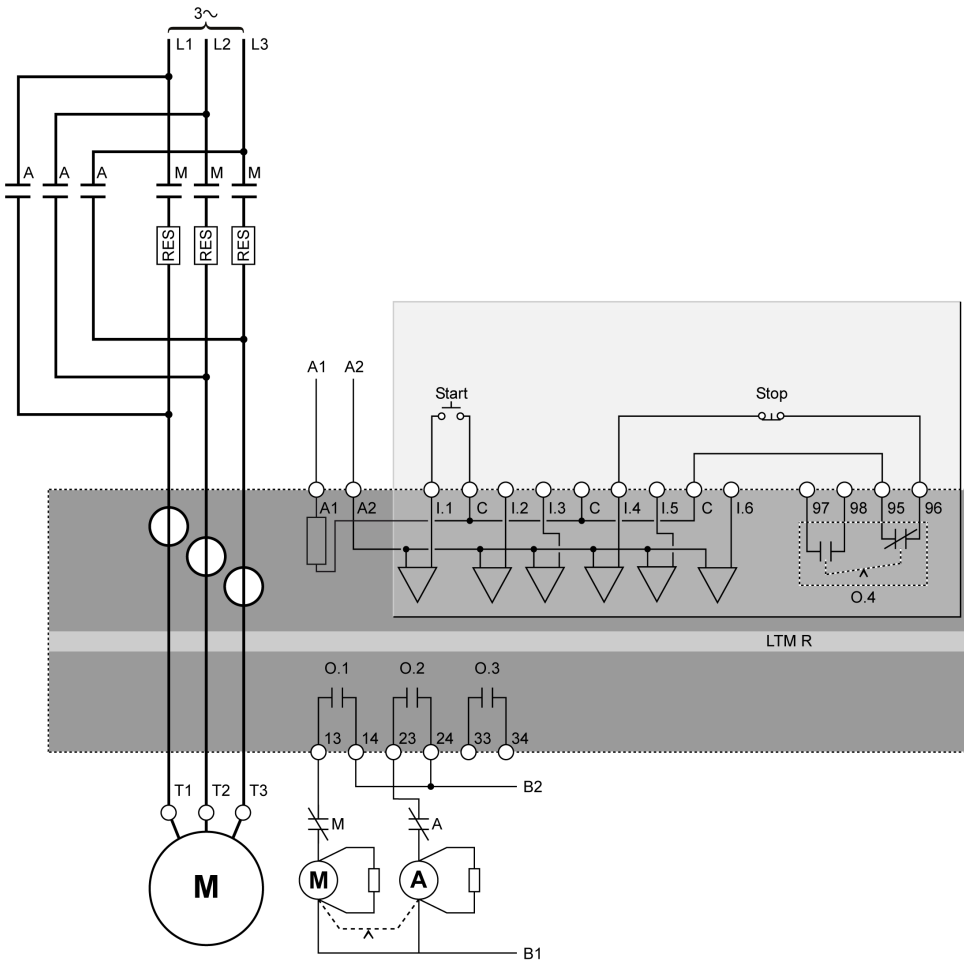 3~
L1 L2 L3
A A A M M M
RES RES RES
A1 A2
Start Stop
A1 A2 I.1 C I.2 I.3 C I.4 I.5 C I.6 97 98 95 96
O.4
LTM R
O.1 O.2 O.3
13 14 23 24 33 34
T1 T2 T3
B2
M A
M M A
B1